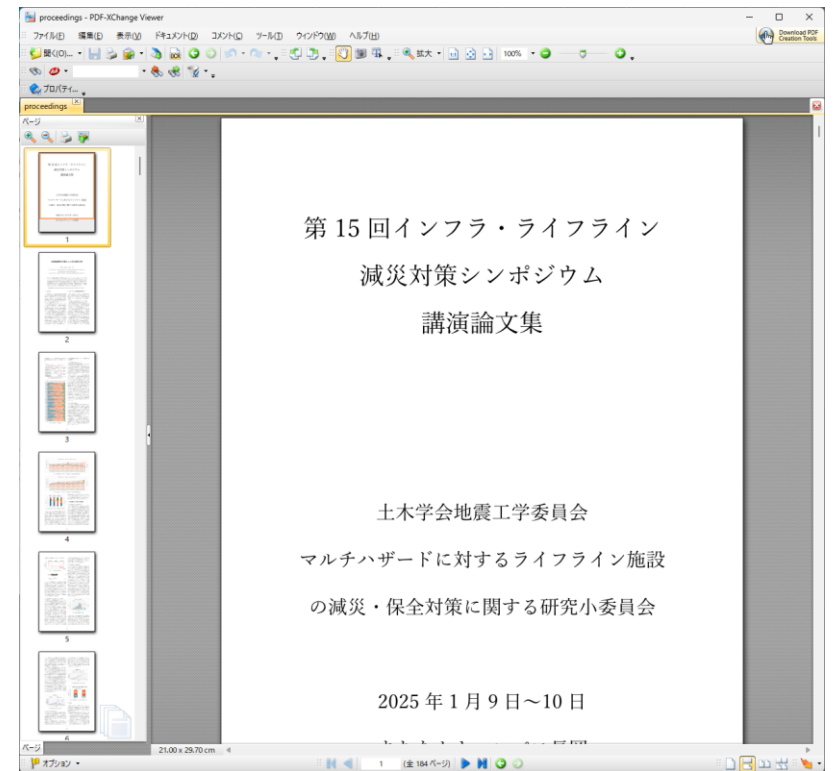 proceedings - PDF-XChange Viewer
ファイル(F) 編集(E) 表示(V) ドキュメント(D) コメント(C) ツール(T) ウィンドウ(W) ヘルプ(H)
Download PDF
Creation Tools
開く(O)...
OCR
拡大
100%
プロパティ...
proceedings
ページ
1
2
3
4
5
6
第 15 回インフラ・ライフライン
減災対策シンポジウム
講演論文集
土木学会地震工学委員会
マルチハザードに対するライフライン施設
の減災・保全対策に関する研究小委員会
2025 年 1 月 9 日～10 日
ページ
21.00 x 29.70 cm
オプション
1 (全 184 ページ)